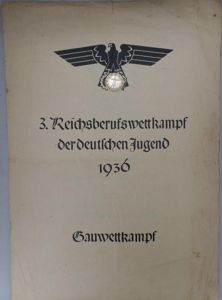 3. Reichsberufswettkampf
der deutschen Jugend
1936
Gauwettkampf